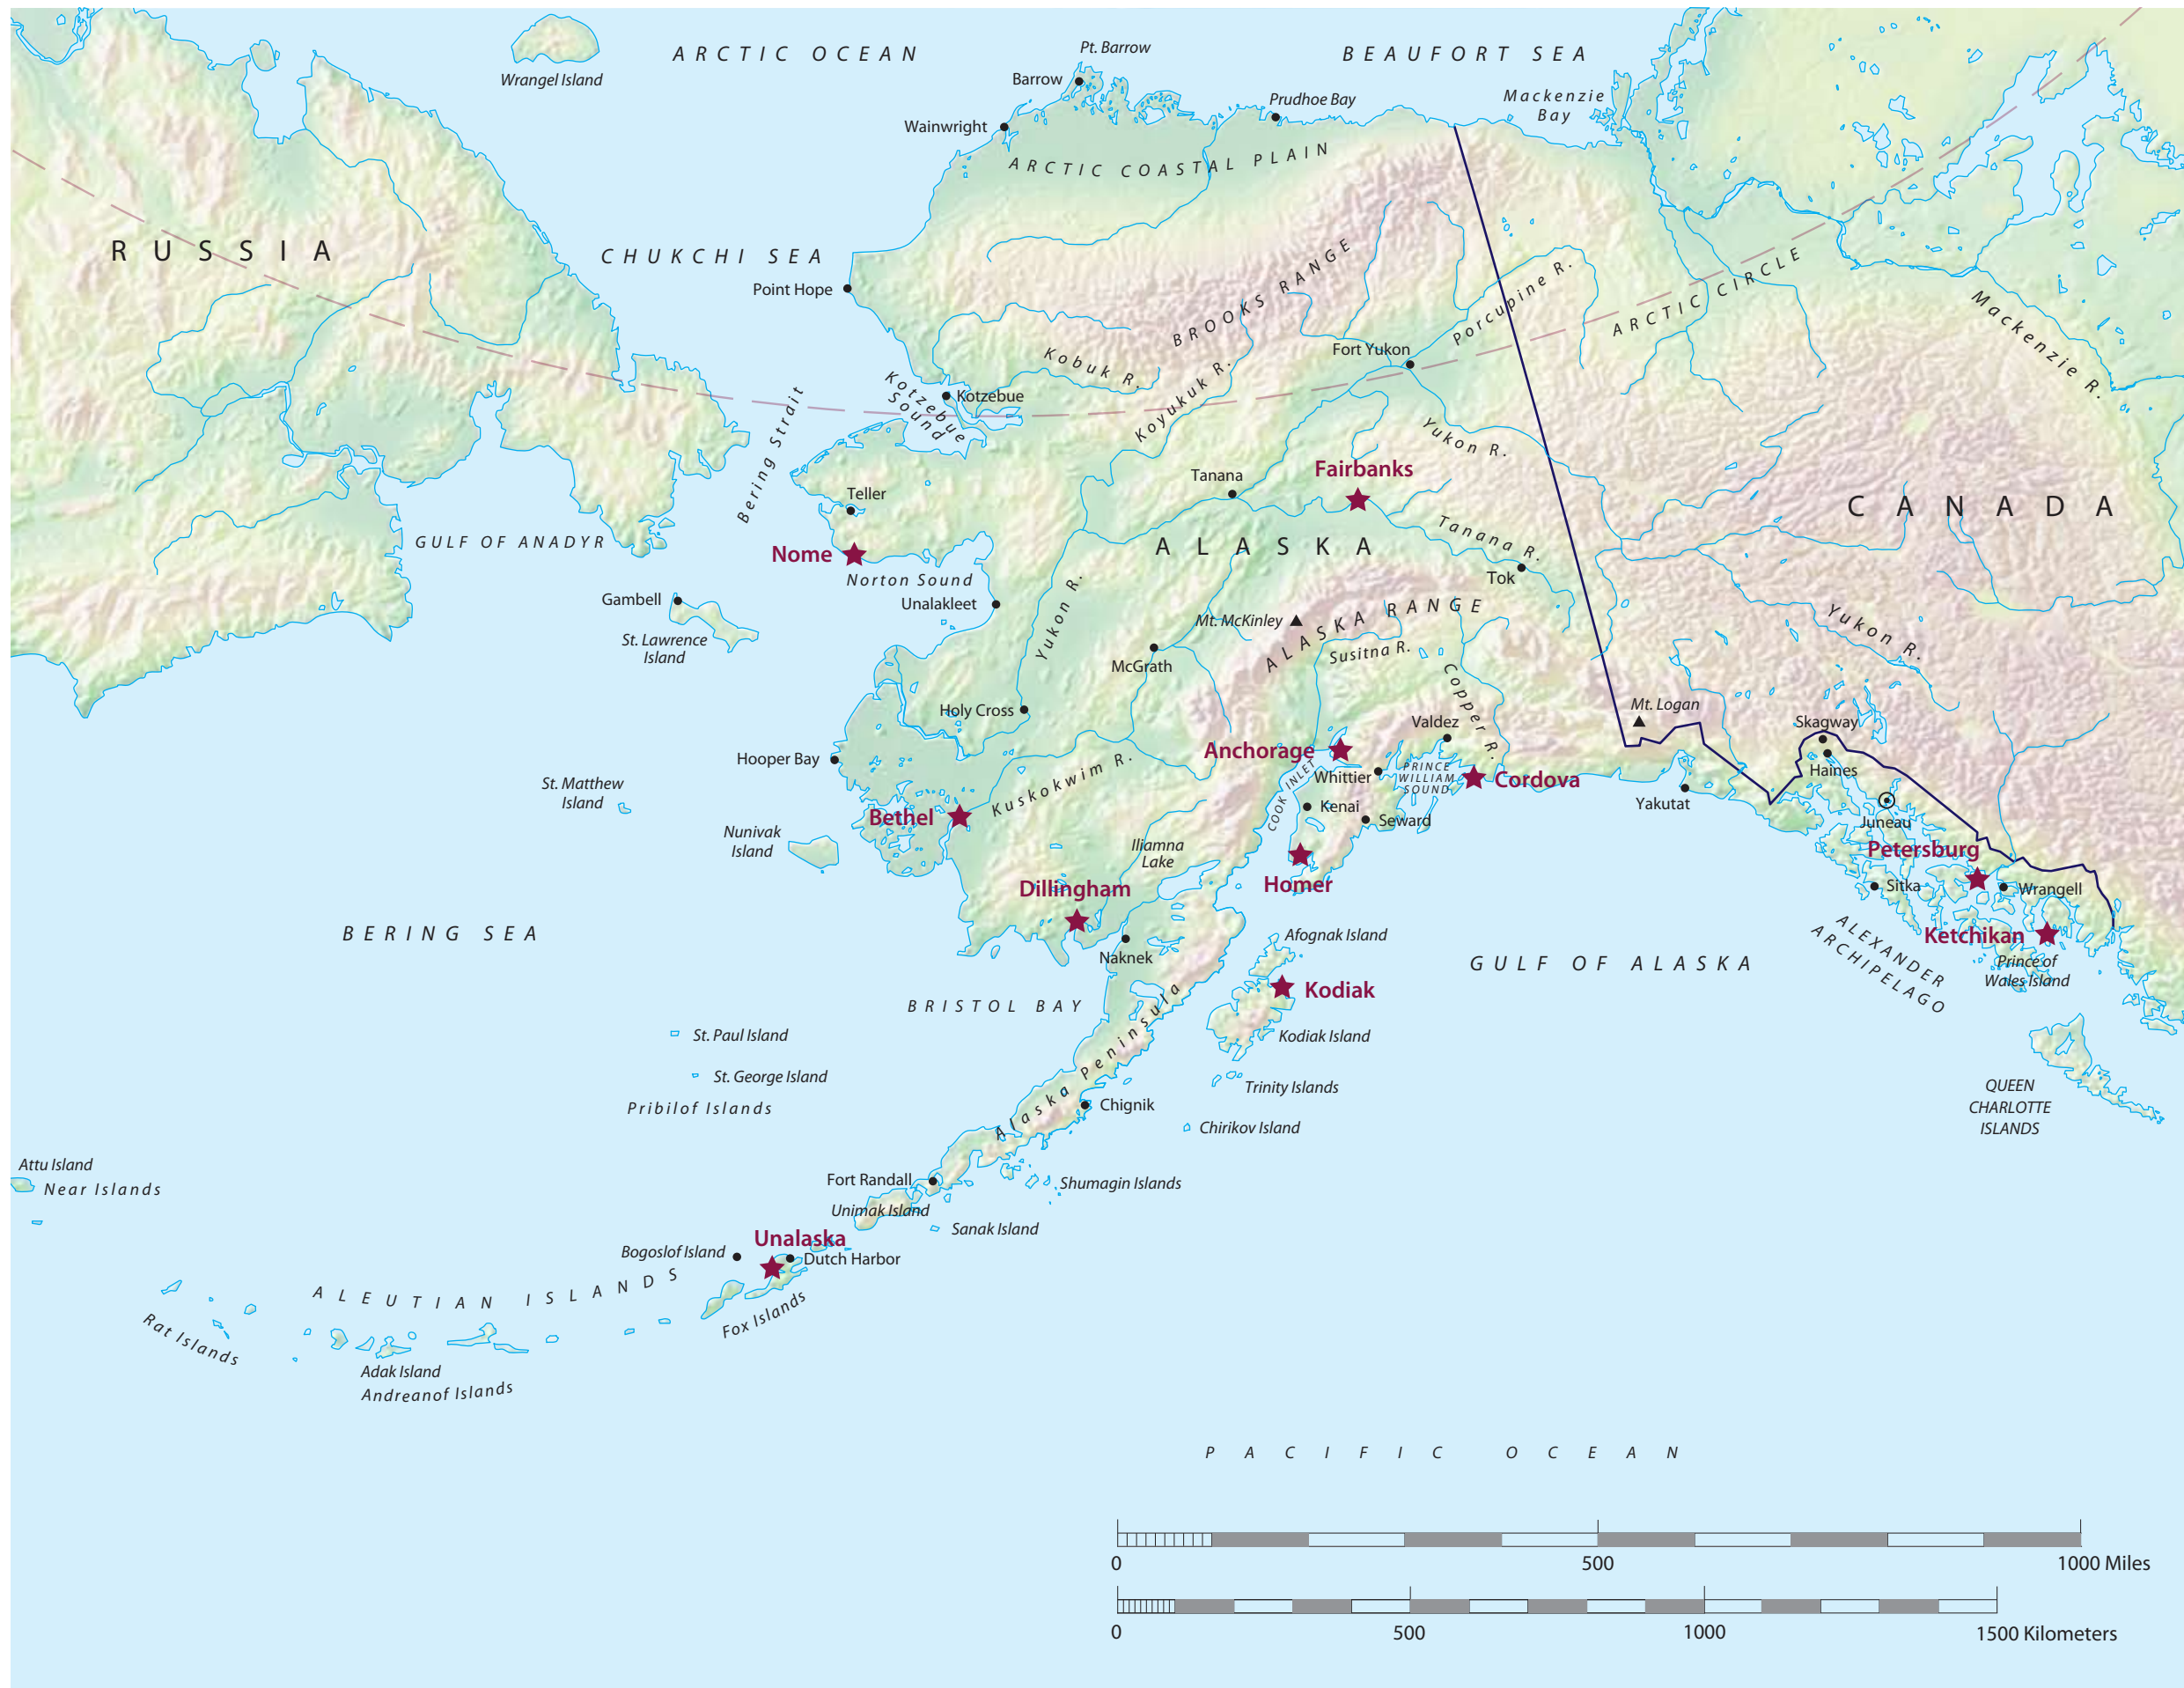 ARCTIC OCEAN
Pt. Barrow
BEAUFORT SEA
Wrangel Island
Barrow
Prudhoe Bay
Mackenzie
Bay
Wainwright
ARCTIC COASTAL PLAIN
RUSSIA
CHUKCHI SEA
Point Hope
BROOKS RANGE
Porcupine R.
ARCTIC CIRCLE
Mackenzie R.
Fort Yukon
Kobuk R.
Koyukuk R.
Kotzebue
Sound
Kotzebue
Bering Strait
Yukon R.
Tanana
Fairbanks
Teller
CANADA
GULF OF ANADYR
Nome
ALASKA
Tanana R.
Tok
Norton Sound
Unalakleet
Gambell
St. Lawrence
Island
Yukon R.
Mt. McKinley
ALASKA RANGE
Susitna R.
Yukon R.
McGrath
Copper R.
Holy Cross
Valdez
Mt. Logan
Skagway
Anchorage
Hooper Bay
Whittier
PRINCE
WILLIAM
SOUND
Cordova
Haines
St. Matthew
Island
Kuskokwim R.
COOK INLET
Kenai
Seward
Yakutat
Juneau
Bethel
Nunivak
Island
Iliamna
Lake
Petersburg
Homer
Dillingham
Sitka
Wrangell
Naknek
Afognak Island
ALEXANDER
ARCHIPELAGO
Ketchikan
BERING SEA
GULF OF ALASKA
Prince of
Wales Island
Kodiak
BRISTOL BAY
St. Paul Island
Kodiak Island
Alaska Peninsula
St. George Island
Trinity Islands
QUEEN
CHARLOTTE
ISLANDS
Pribilof Islands
Chignik
Chirikov Island
Attu Island
Near Islands
Fort Randall
Shumagin Islands
Unimak Island
Sanak Island
Unalaska
Bogoslof Island
Dutch Harbor
ALEUTIAN ISLANDS
Fox Islands
Rat Islands
Adak Island
Andreanof Islands
PACIFIC OCEAN
0 500 1000 Miles
0 500 1000 1500 Kilometers